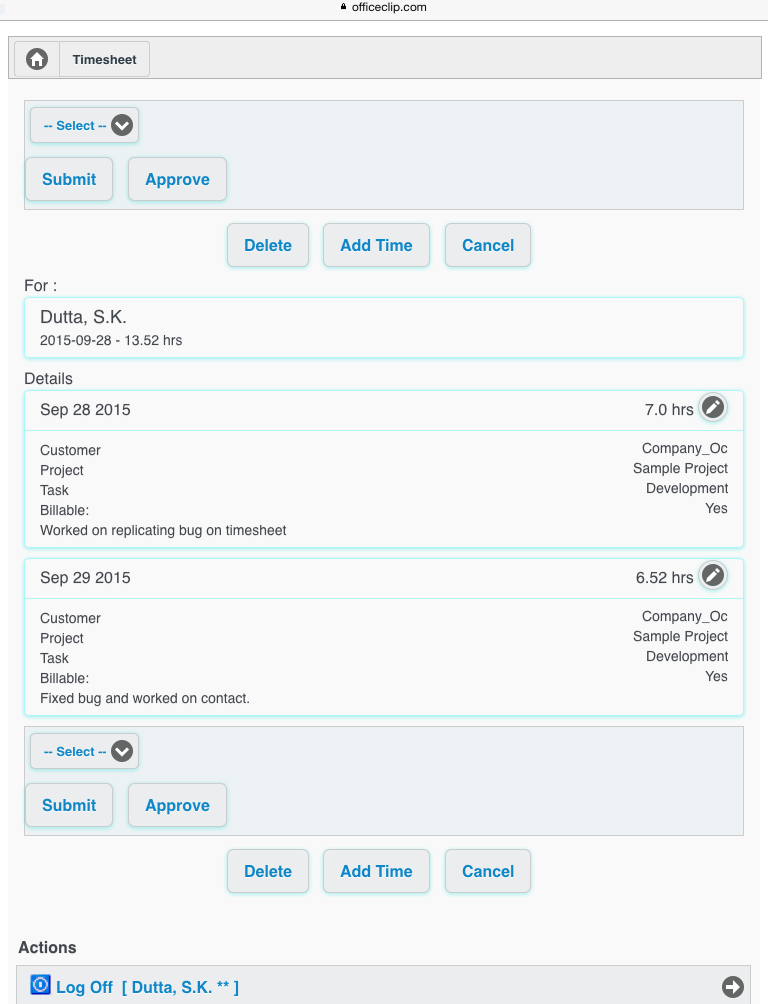 officeclip.com
Timesheet
-- Select --
Submit Approve
Delete Add Time Cancel
For :
Dutta, S.K.
2015-09-28 - 13.52 hrs
Details
Sep 28 2015 7.0 hrs
Customer Company_Oc
Project Sample Project
Task Development
Billable: Yes
Worked on replicating bug on timesheet
Sep 29 2015 6.52 hrs
Customer Company_Oc
Project Sample Project
Task Development
Billable: Yes
Fixed bug and worked on contact.
-- Select --
Submit Approve
Delete Add Time Cancel
Actions
Log Off [ Dutta, S.K. ** ]